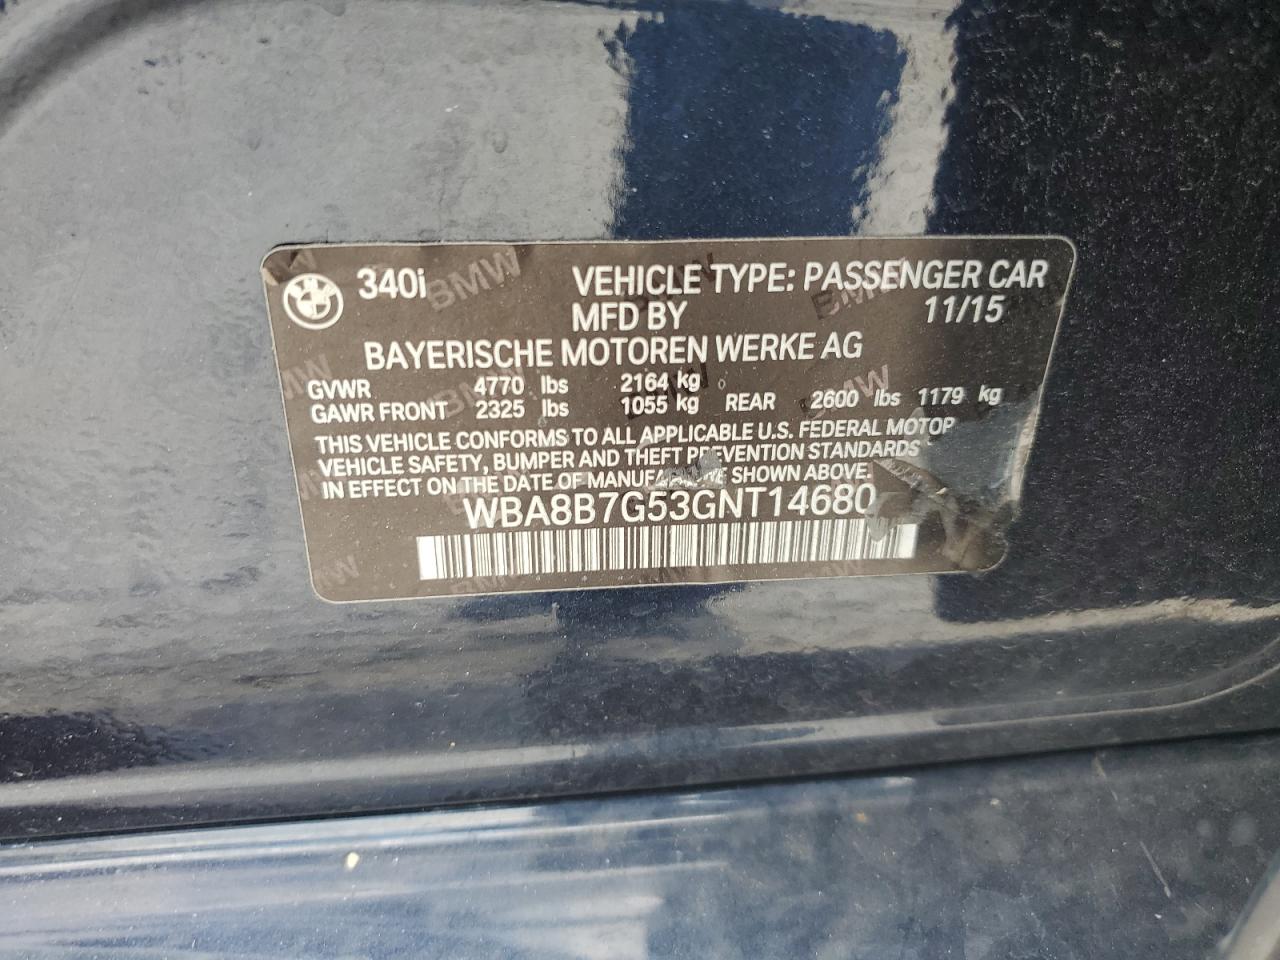 340i VEHICLE TYPE: PASSENGER CAR
MFD BY 11/15
BAYERISCHE MOTOREN WERKE AG
GVWR 4770 lbs 2164 kg
GAWR FRONT 2325 lbs 1055 kg REAR 2600 lbs 1179 kg
THIS VEHICLE CONFORMS TO ALL APPLICABLE U.S. FEDERAL MOTOR
VEHICLE SAFETY, BUMPER AND THEFT PREVENTION STANDARDS
IN EFFECT ON THE DATE OF MANUFACTURE SHOWN ABOVE.
WBA8B7G53GNT14680